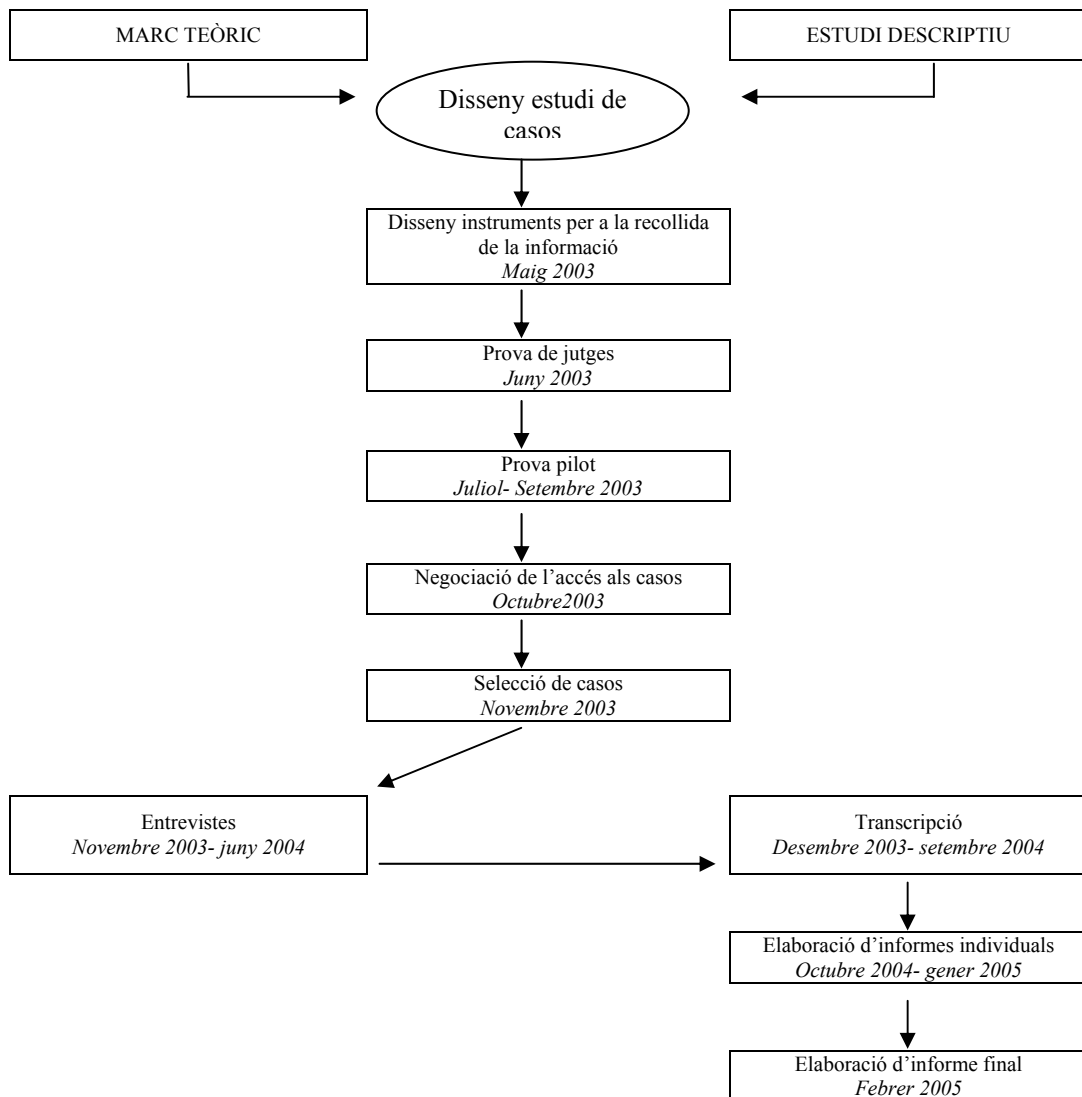 MARC TEÒRIC
ESTUDI DESCRIPTIU
Disseny estudi de
casos
Disseny instruments per a la recollida
de la informació
Maig 2003
Prova de jutges
Juny 2003
Prova pilot
Juliol- Setembre 2003
Negociació de l’accés als casos
Octubre2003
Selecció de casos
Novembre 2003
Entrevistes
Novembre 2003- juny 2004
Transcripció
Desembre 2003- setembre 2004
Elaboració d’informes individuals
Octubre 2004- gener 2005
Elaboració d’informe final
Febrer 2005